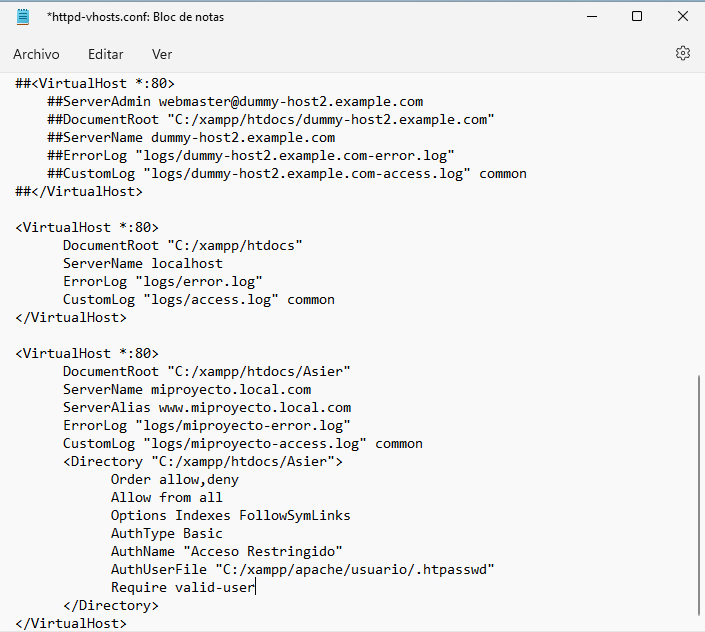 *httpd-vhosts.conf: Bloc de notas
Archivo Editar Ver
##<VirtualHost *:80>
##ServerAdmin webmaster@dummy-host2.example.com
##DocumentRoot "C:/xampp/htdocs/dummy-host2.example.com"
##ServerName dummy-host2.example.com
##ErrorLog "logs/dummy-host2.example.com-error.log"
##CustomLog "logs/dummy-host2.example.com-access.log" common
##</VirtualHost>
<VirtualHost *:80>
DocumentRoot "C:/xampp/htdocs"
ServerName localhost
ErrorLog "logs/error.log"
CustomLog "logs/access.log" common
</VirtualHost>
<VirtualHost *:80>
DocumentRoot "C:/xampp/htdocs/Asier"
ServerName miproyecto.local.com
ServerAlias www.miproyecto.local.com
ErrorLog "logs/miproyecto-error.log"
CustomLog "logs/miproyecto-access.log" common
<Directory "C:/xampp/htdocs/Asier">
Order allow,deny
Allow from all
Options Indexes FollowSymLinks
AuthType Basic
AuthName "Acceso Restringido"
AuthUserFile "C:/xampp/apache/usuario/.htpasswd"
Require valid-user
</Directory>
</VirtualHost>